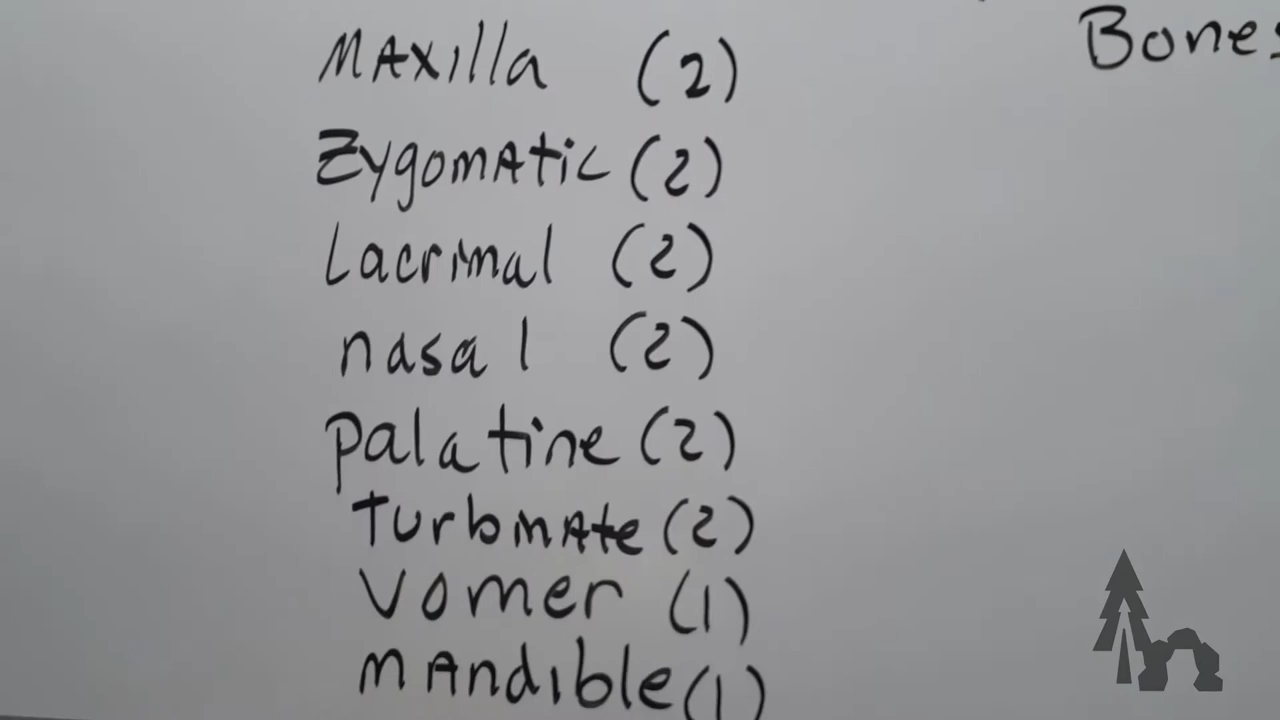 Bones
Maxilla (2)
Zygomatic (2)
Lacrimal (2)
nasal (2)
palatine (2)
Turbinate (2)
Vomer (1)
Mandible (1)